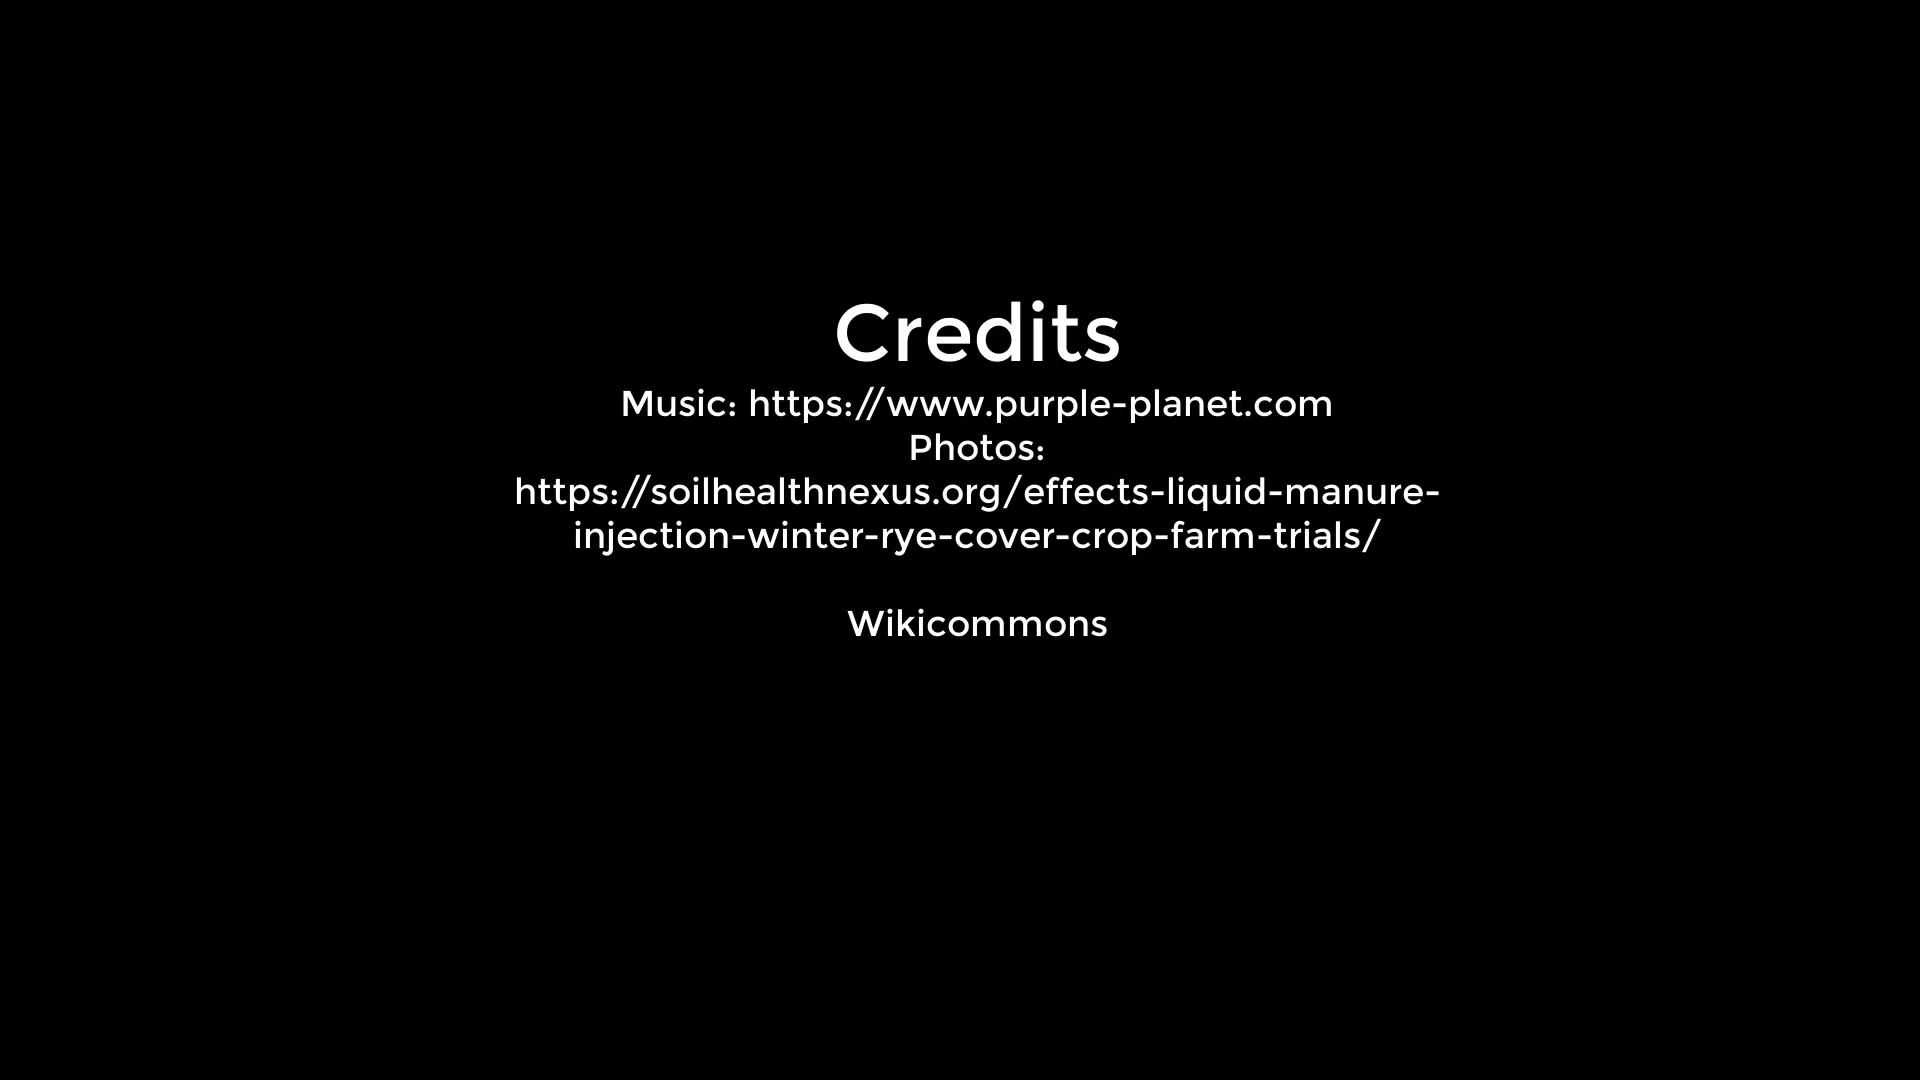 Credits
Music: https://www.purple-planet.com
Photos:
https://soilhealthnexus.org/effects-liquid-manure-
injection-winter-rye-cover-crop-farm-trials/
Wikicommons